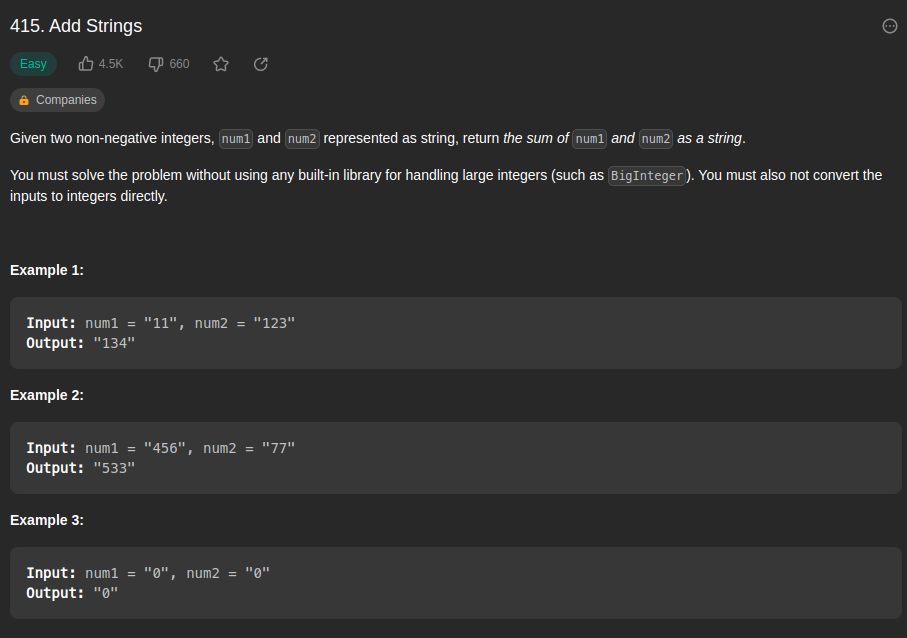 415. Add Strings
Easy 4.5K 660
Companies
Given two non-negative integers, num1 and num2 represented as string, return the sum of num1 and num2 as a string.
You must solve the problem without using any built-in library for handling large integers (such as BigInteger). You must also not convert the
inputs to integers directly.
Example 1:
Input: num1 = "11", num2 = "123"
Output: "134"
Example 2:
Input: num1 = "456", num2 = "77"
Output: "533"
Example 3:
Input: num1 = "0", num2 = "0"
Output: "0"